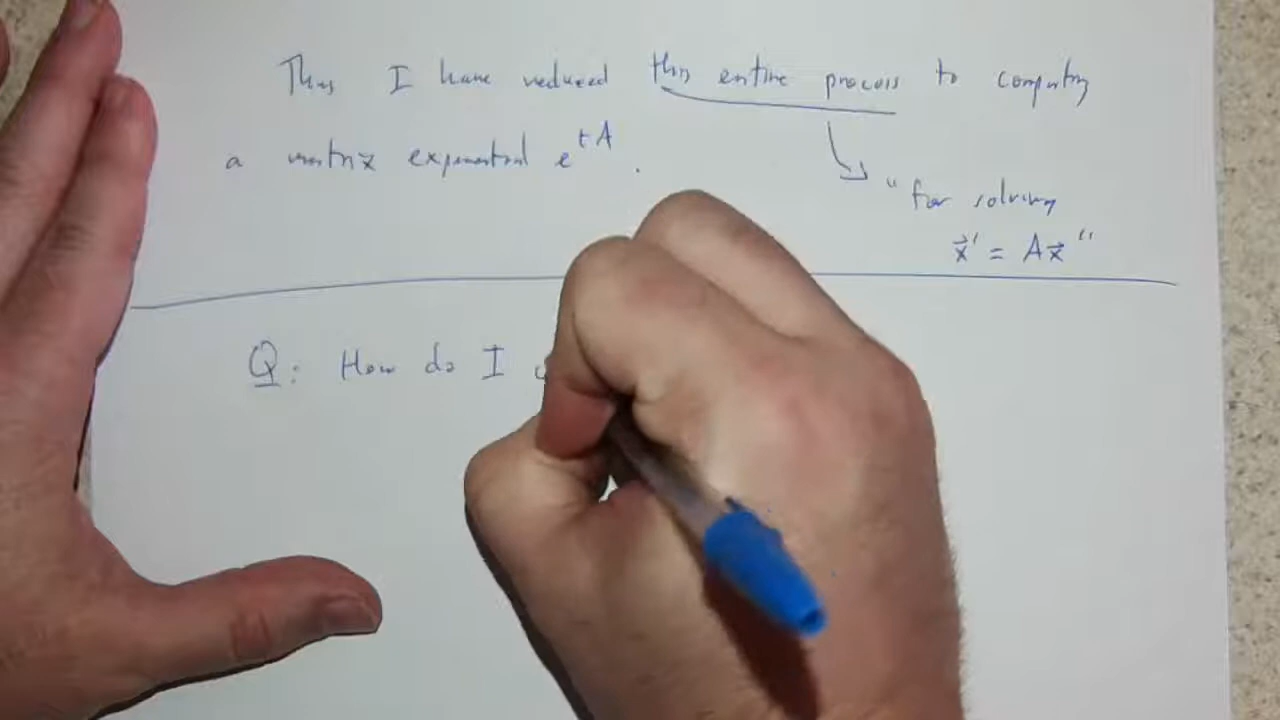 Thus I have reduced this entire process to computing
a matrix exponential e^{tA}.
"for solving
x⃗' = Ax⃗"
Q: How do I